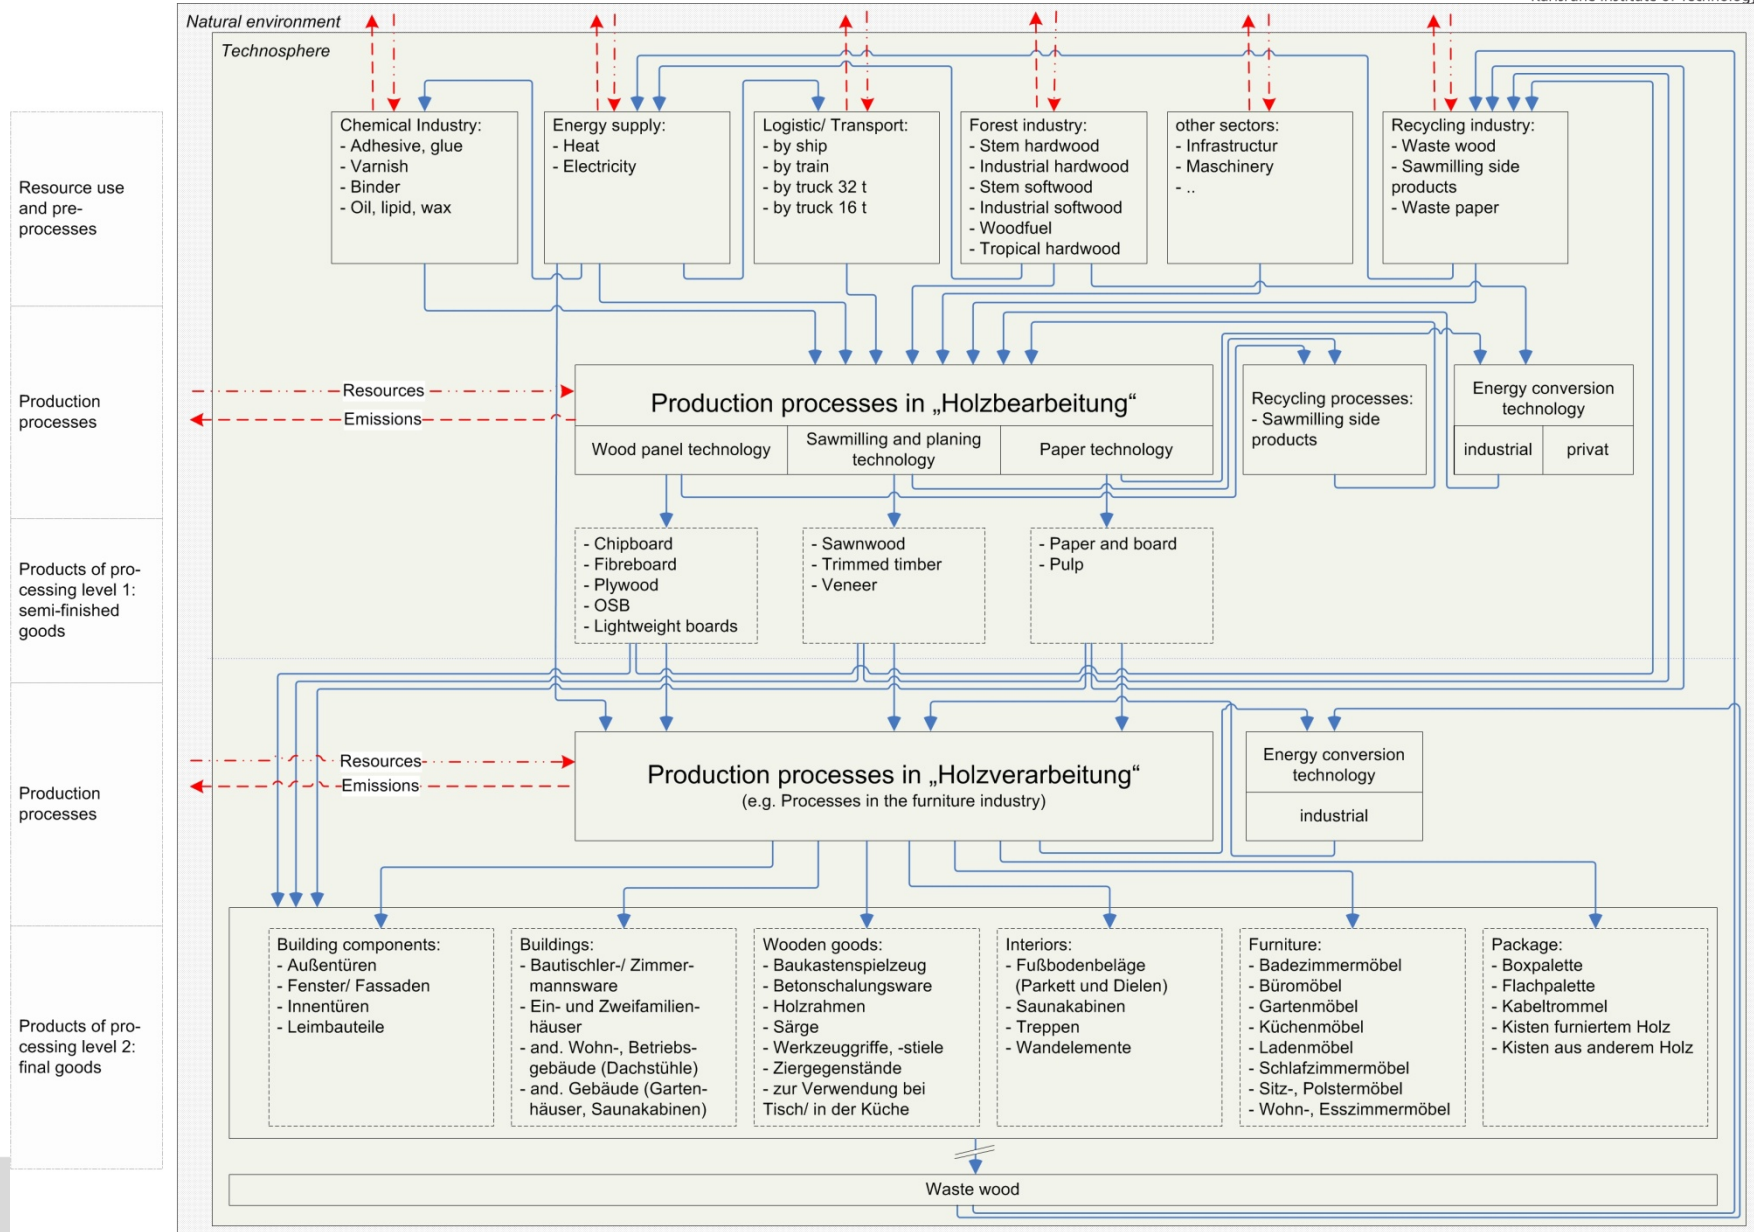 Karlsruhe Institute of Technology
Natural environment
Technosphere
Resource use
and pre-
processes
Chemical Industry:
- Adhesive, glue
- Varnish
- Binder
- Oil, lipid, wax
Energy supply:
- Heat
- Electricity
Logistic/ Transport:
- by ship
- by train
- by truck 32 t
- by truck 16 t
Forest industry:
- Stem hardwood
- Industrial hardwood
- Stem softwood
- Industrial softwood
- Woodfuel
- Tropical hardwood
other sectors:
- Infrastructur
- Maschinery
- ..
Recycling industry:
- Waste wood
- Sawmilling side
products
- Waste paper
Production
processes
Resources
Emissions
Production processes in „Holzbearbeitung“
Wood panel technology
Sawmilling and planing
technology
Paper technology
Recycling processes:
- Sawmilling side
products
Energy conversion
technology
industrial
privat
Products of pro-
cessing level 1:
semi-finished
goods
- Chipboard
- Fibreboard
- Plywood
- OSB
- Lightweight boards
- Sawnwood
- Trimmed timber
- Veneer
- Paper and board
- Pulp
Production
processes
Resources
Emissions
Production processes in „Holzverarbeitung“
(e.g. Processes in the furniture industry)
Energy conversion
technology
industrial
Products of pro-
cessing level 2:
final goods
Building components:
- Außentüren
- Fenster/ Fassaden
- Innentüren
- Leimbauteile
Buildings:
- Bautischler-/ Zimmer-
mannsware
- Ein- und Zweifamilien-
häuser
- and. Wohn-, Betriebs-
gebäude (Dachstühle)
- and. Gebäude (Garten-
häuser, Saunakabinen)
Wooden goods:
- Baukastenspielzeug
- Betonschalungsware
- Holzrahmen
- Särge
- Werkzeuggriffe, -stiele
- Ziergegenstände
- zur Verwendung bei
Tisch/ in der Küche
Interiors:
- Fußbodenbeläge
(Parkett und Dielen)
- Saunakabinen
- Treppen
- Wandelemente
Furniture:
- Badezimmermöbel
- Büromöbel
- Gartenmöbel
- Küchenmöbel
- Ladenmöbel
- Schlafzimmermöbel
- Sitz-, Polstermöbel
- Wohn-, Esszimmermöbel
Package:
- Boxpalette
- Flachpalette
- Kabeltrommel
- Kisten furniertem Holz
- Kisten aus anderem Holz
Waste wood